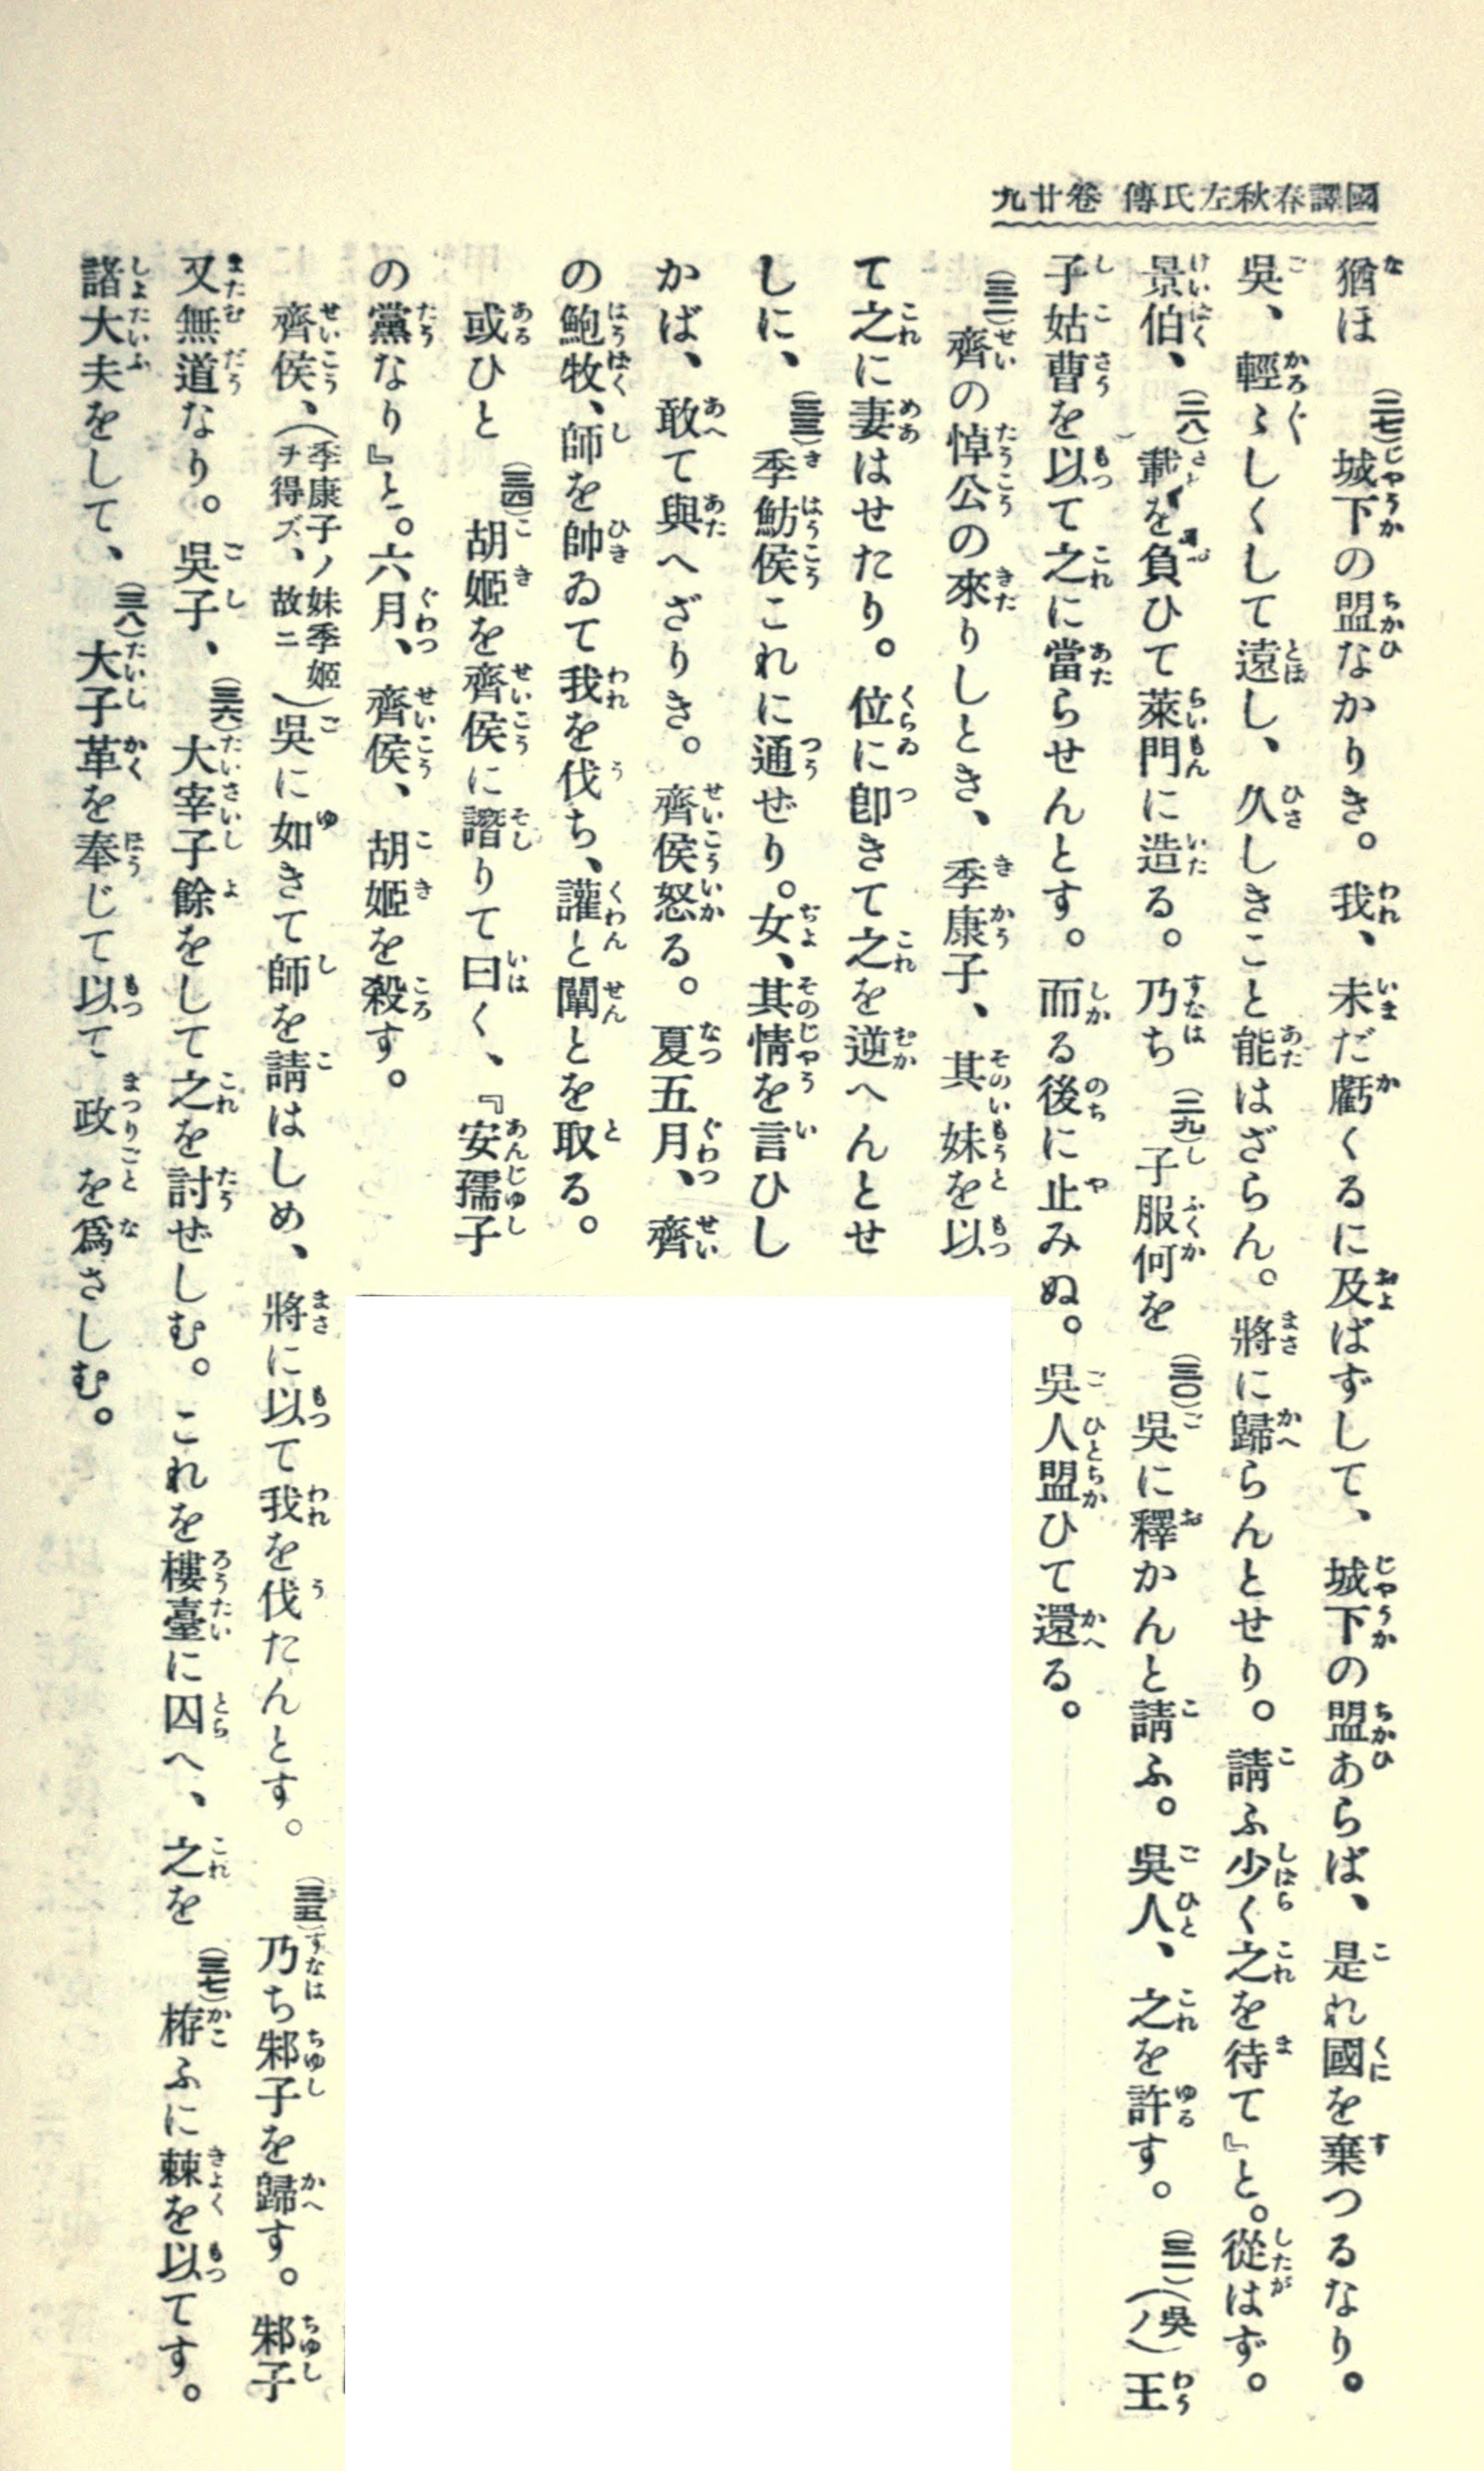 國譯春秋左氏傳 卷廿九
猶ほ(二七)城下の盟なかりき。我、未だ虧くるに及ばずして、城下の盟あらば、是れ國を棄つるなり。
吳、輕〻しくして遠し、久しきこと能はざらん。將に歸らんとせり。請ふ少く之を待て』と。從はず。
景伯、(二八)載を負ひて萊門に造る。乃ち(二九)子服何を(三〇)吳に釋かんと請ふ。吳人、之を許す。(三一)(吳ノ)王
子姑曹を以て之に當らせんとす。而る後に止みぬ。吳人盟ひて還る。
(三二)齊の悼公の來りしとき、季康子、其妹を以
て之に妻はせたり。位に卽きて之を逆へんとせ
しに、(三三)季魴侯これに通ぜり。女、其情を言ひし
かば、敢て與へざりき。齊侯怒る。夏五月、齊
の鮑牧、師を帥ゐて我を伐ち、讙と闡とを取る。
或ひと(三四)胡姬を齊侯に譖りて曰く、『安孺子
の黨なり』と。六月、齊侯、胡姬を殺す。
齊侯、(季康子ノ妹季姬ヲ得ズ、故ニ)吳に如きて師を請はしめ、將に以て我を伐たんとす。(三五)乃ち邾子を歸す。邾子
又無道なり。吳子、(三六)大宰子餘をして之を討ぜしむ。これを樓臺に囚へ、之を(三七)栫ふに棘を以てす。
諸大夫をして、(三八)大子革を奉じて以て政を爲さしむ。